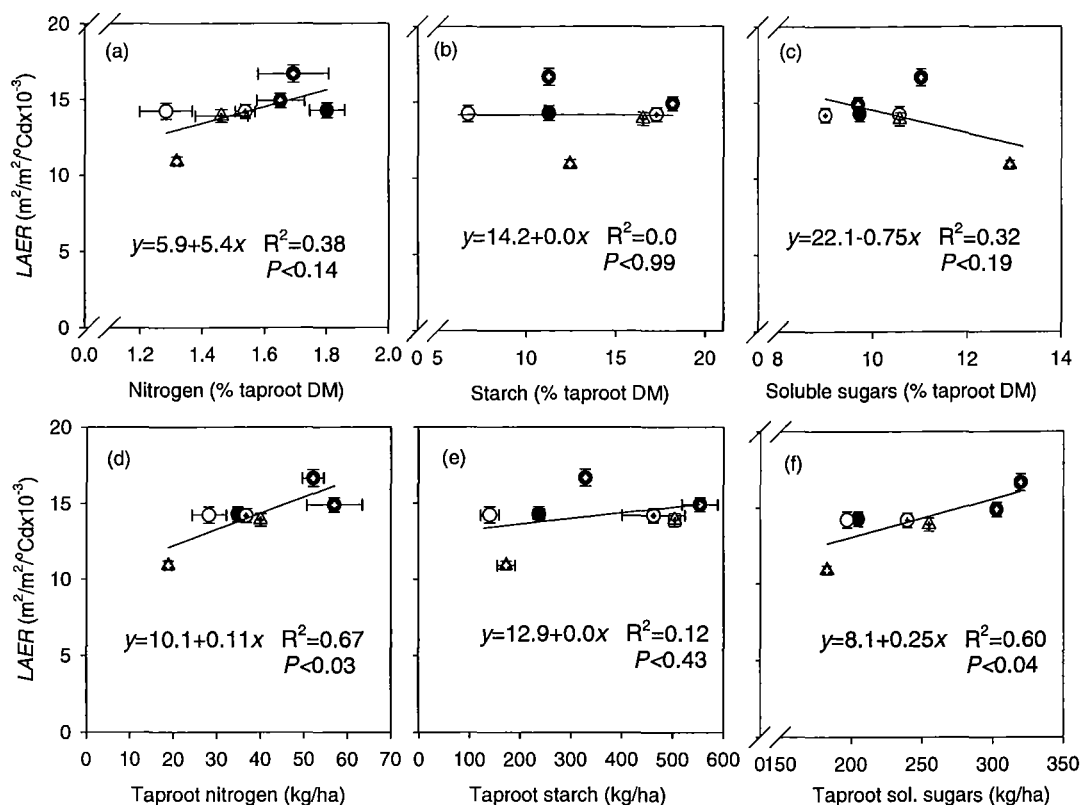 20 (a) (b) (c)
15
LAER (m²/m²/ºCdx10⁻³)
10
y=5.9+5.4x R²=0.38 y=14.2+0.0x R²=0.0 y=22.1-0.75x R²=0.32
P<0.14 P<0.99 P<0.19
5
0
0.0 1.2 1.4 1.6 1.8 2.0 0 5 10 15 20 0 8 10 12 14
Nitrogen (% taproot DM) Starch (% taproot DM) Soluble sugars (% taproot DM)
20 (d) (e) (f)
15
LAER (m²/m²/ºCdx10⁻³)
10
y=10.1+0.11x R²=0.67 y=12.9+0.0x R²=0.12 y=8.1+0.25x R²=0.60
P<0.03 P<0.43 P<0.04
5
0
0 10 20 30 40 50 60 70 0 100 200 300 400 500 600 0150 200 250 300 350
Taproot nitrogen (kg/ha) Taproot starch (kg/ha) Taproot sol. sugars (kg/ha)